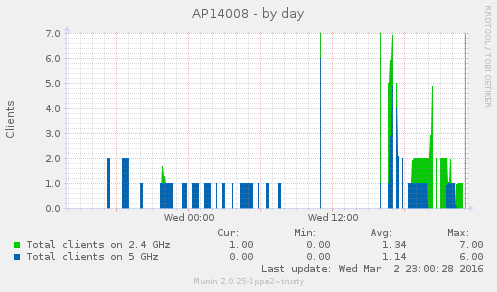 AP14008 - by day
RRDTOOL / TOBI OETIKER
Clients
7.0
6.0
5.0
4.0
3.0
2.0
1.0
0.0
Wed 00:00 Wed 12:00
Cur: Min: Avg: Max:
Total clients on 2.4 GHz 1.00 0.00 1.34 7.00
Total clients on 5 GHz 0.00 0.00 1.14 6.00
Last update: Wed Mar 2 23:00:28 2016
Munin 2.0.25-1ppa2~trusty